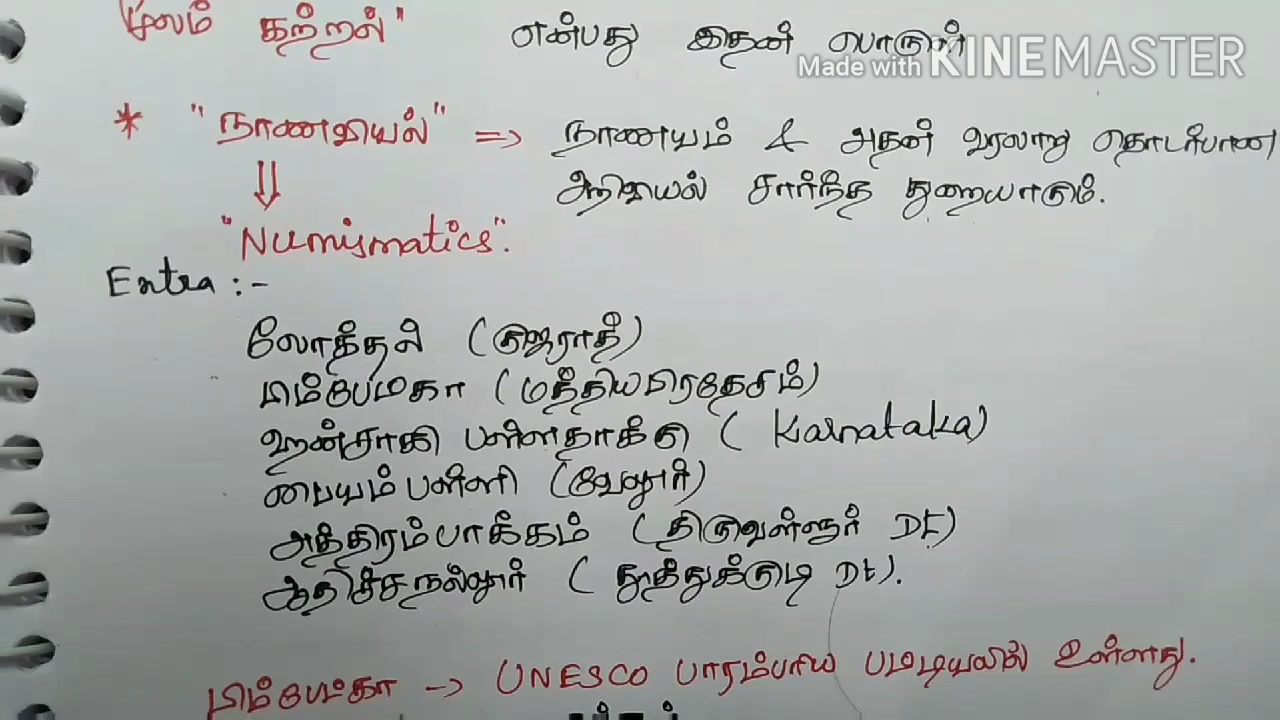 மூலம் கற்றல்" என்பது இதன் பொருள்
Made with KINEMASTER
* "நாணவியல்" => நாணயம் & அதன் வரலாறு தொடர்பான
அறிவியல் சார்ந்த துறையாகும்.
"Numismatics".
Extra :-
லோத்தல் (குஜராத்)
பிம்பேட்கா (மத்தியபிரதேசம்)
ஹன்சாகி பள்ளதாக்கு (Karnataka)
பையம்பள்ளி (வேலூர்)
அத்திரம்பாக்கம் (திருவள்ளூர் Dt)
ஆதிச்சநல்லூர் (தூத்துக்குடி Dt).
பிம்பேட்கா -> UNESCO பாரம்பரிய பட்டியலில் உள்ளது.